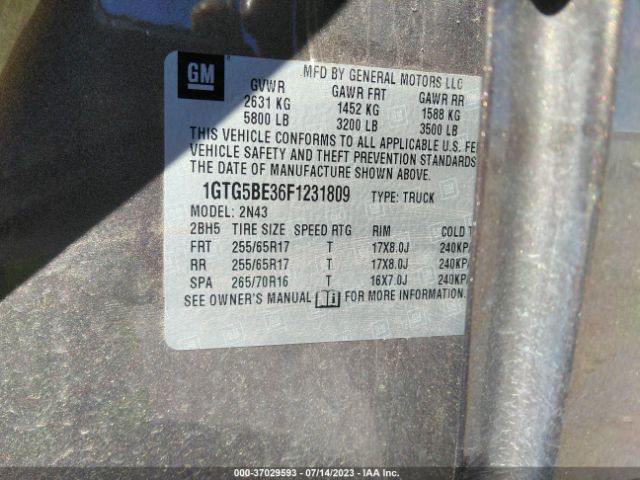 GM
MFD BY GENERAL MOTORS LLC
GVWR GAWR FRT GAWR RR
2631 KG 1452 KG 1588 KG
5800 LB 3200 LB 3500 LB
THIS VEHICLE CONFORMS TO ALL APPLICABLE U.S. FE
VEHICLE SAFETY AND THEFT PREVENTION STANDARDS
THE DATE OF MANUFACTURE SHOWN ABOVE.
1GTG5BE36F1231809 TYPE: TRUCK
MODEL: 2N43
2BH5 TIRE SIZE SPEED RTG RIM COLD T
FRT 255/65R17 T 17X8.0J 240KP
RR 255/65R17 T 17X8.0J 240KP/
SPA 265/70R16 T 16X7.0J 240KP/
SEE OWNER'S MANUAL FOR MORE INFORMATION.
000-37029593 / 07/14/2023 / IAA Inc.